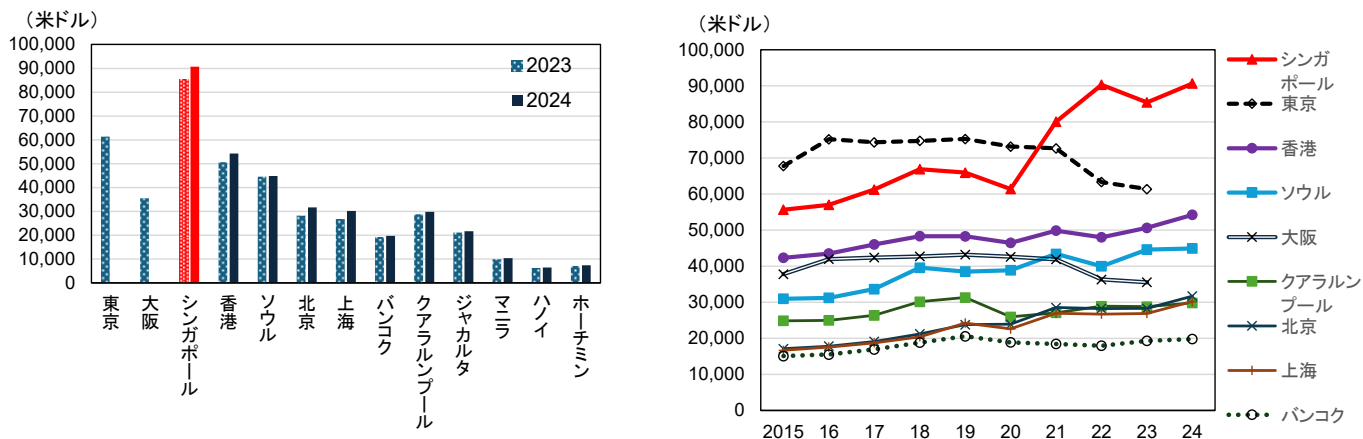 （米ドル）
100,000
90,000
80,000
70,000
60,000
50,000
40,000
30,000
20,000
10,000
0
2023
2024
東京
大阪
シンガポール
香港
ソウル
北京
上海
バンコク
クアラルンプール
ジャカルタ
マニラ
ハノイ
ホーチミン
（米ドル）
100,000
90,000
80,000
70,000
60,000
50,000
40,000
30,000
20,000
10,000
0
2015 16 17 18 19 20 21 22 23 24
シンガ
ポール
東京
香港
ソウル
大阪
クアラルン
プール
北京
上海
バンコク